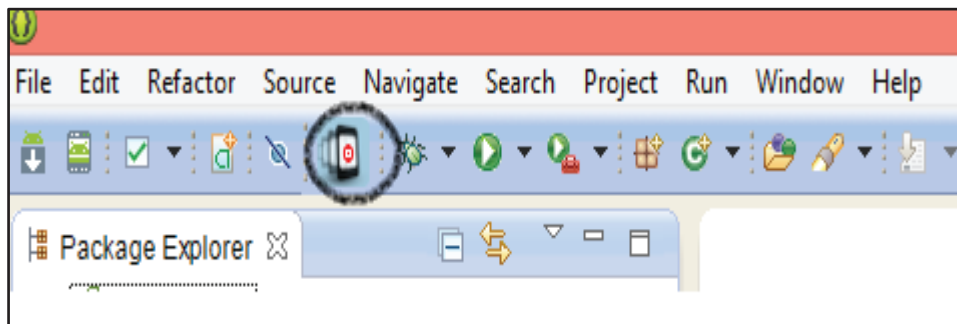 File Edit Refactor Source Navigate Search Project Run Window Help
Package Explorer